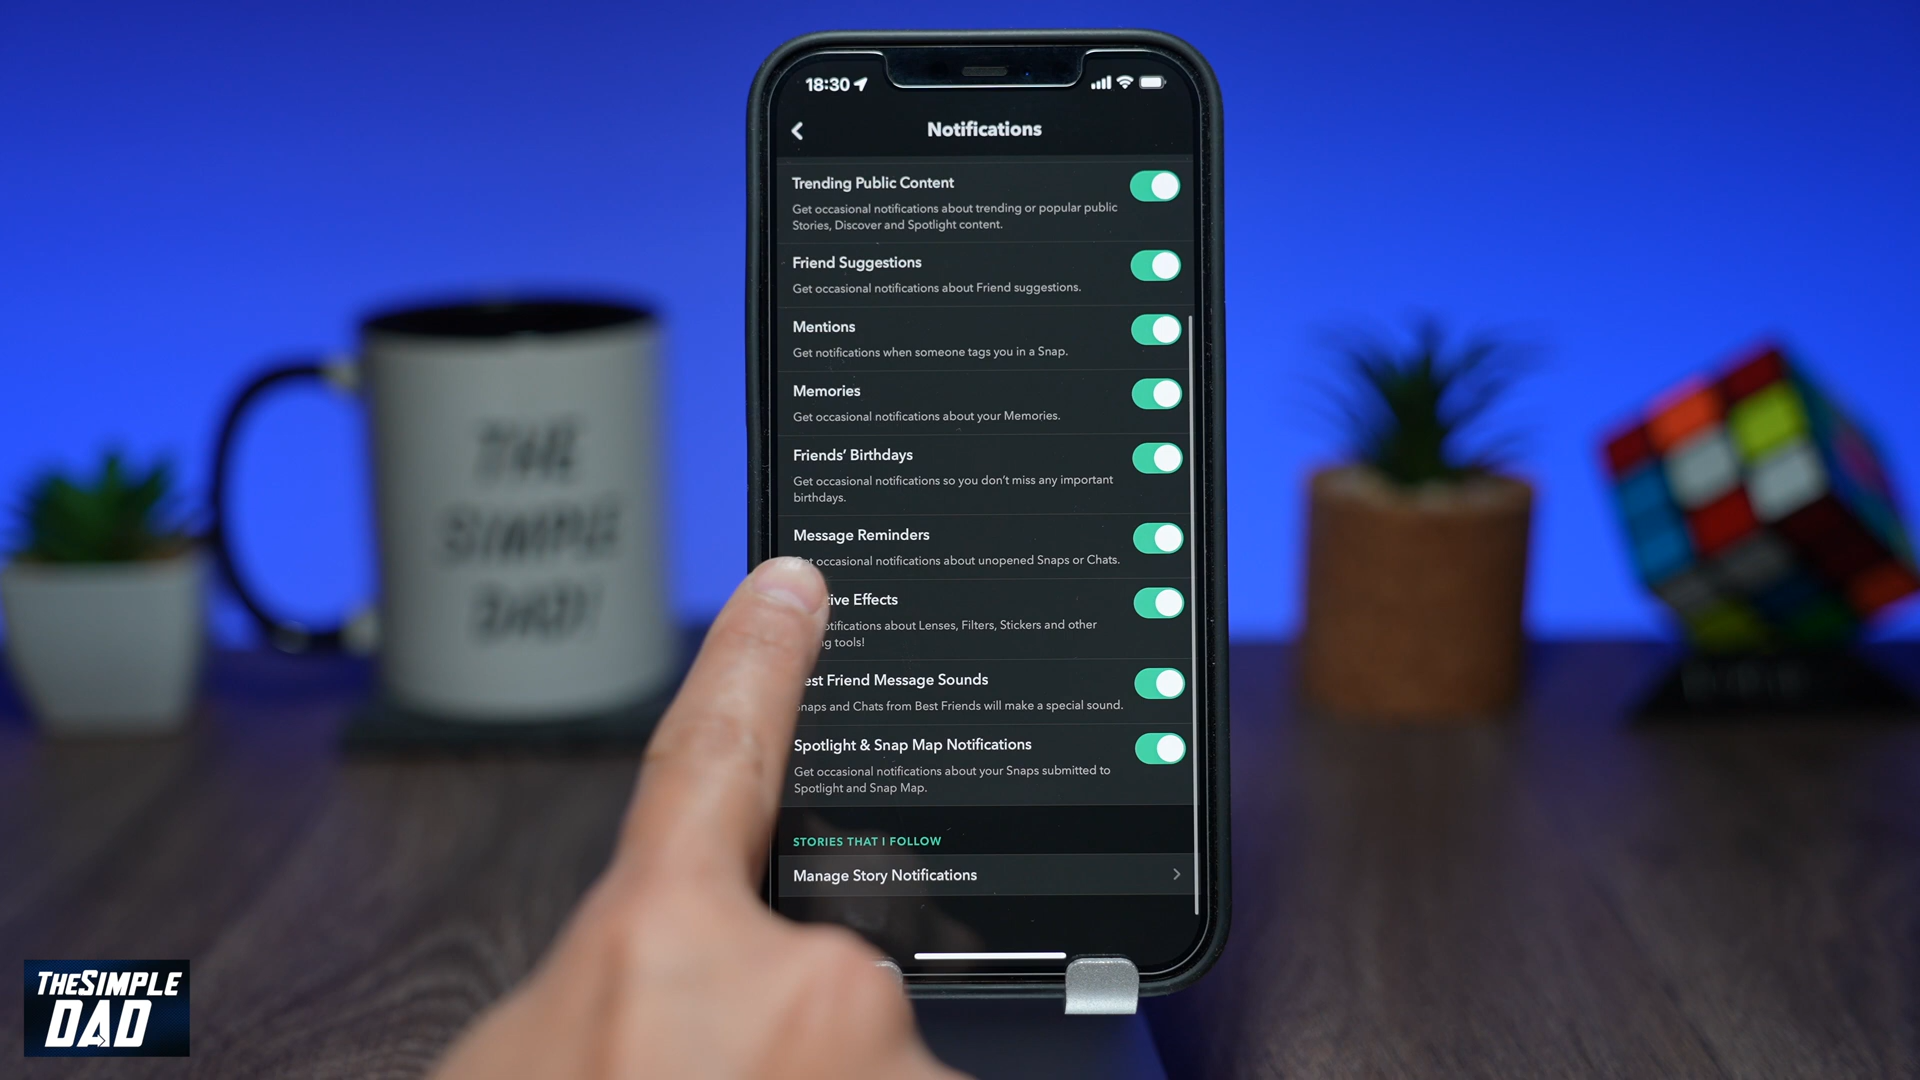 18:30
Notifications
Trending Public Content
Get occasional notifications about trending or popular public
Stories, Discover and Spotlight content.
Friend Suggestions
Get occasional notifications about Friend suggestions.
Mentions
Get notifications when someone tags you in a Snap.
Memories
Get occasional notifications about your Memories.
Friends’ Birthdays
Get occasional notifications so you don’t miss any important
birthdays.
Message Reminders
occasional notifications about unopened Snaps or Chats.
Effects
about Lenses, Filters, Stickers and other
tools!
Friend Message Sounds
and Chats from Best Friends will make a special sound.
Spotlight & Snap Map Notifications
Get occasional notifications about your Snaps submitted to
Spotlight and Snap Map.
STORIES THAT I FOLLOW
Manage Story Notifications
THE
SIMPLE
DAD!
THESIMPLE
DAD